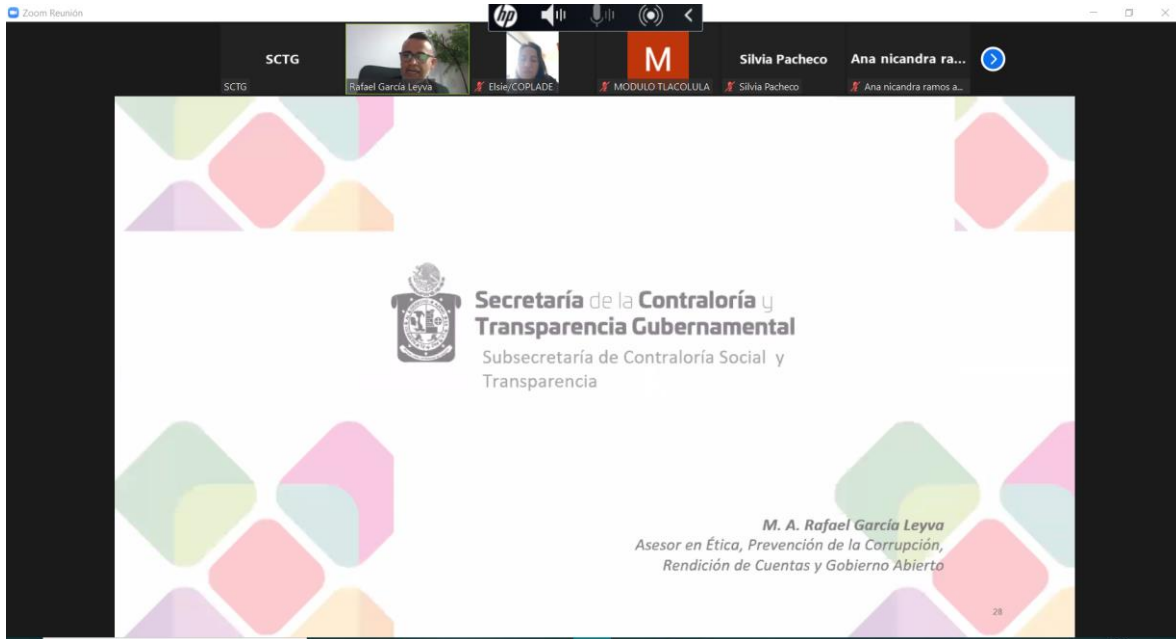 Zoom Reunión
hp
SCTG
M
Silvia Pacheco
Ana nicandra ra...
SCTG
Rafael García Leyva
Elsie/COPLADE
MODULO TLACOLULA
Silvia Pacheco
Ana nicandra ramos a...
Secretaría de la Contraloría y
Transparencia Gubernamental
Subsecretaría de Contraloría Social y
Transparencia
M. A. Rafael García Leyva
Asesor en Ética, Prevención de la Corrupción,
Rendición de Cuentas y Gobierno Abierto
28